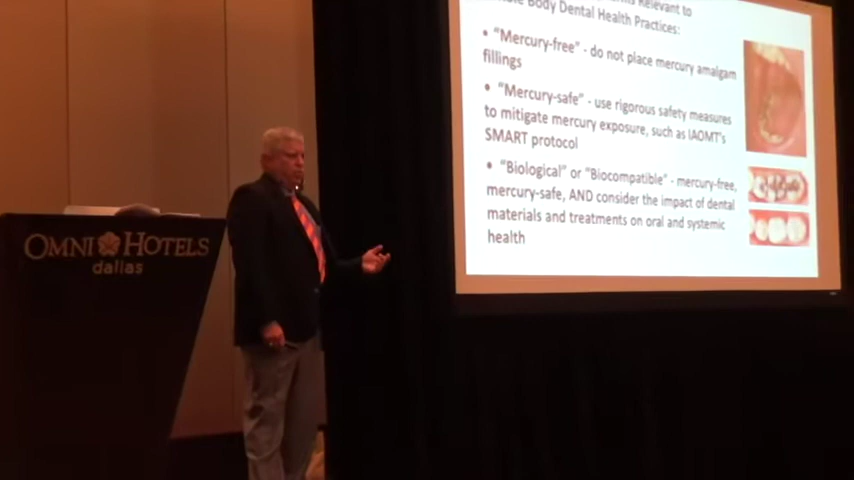 OMNI HOTELS
dallas
Relevant to
Body Dental Health Practices:
• "Mercury-free" - do not place mercury amalgam
fillings
• "Mercury-safe" - use rigorous safety measures
to mitigate mercury exposure, such as IAOMT's
SMART protocol
• "Biological" or "Biocompatible" - mercury-free,
mercury-safe, AND consider the impact of dental
materials and treatments on oral and systemic
health